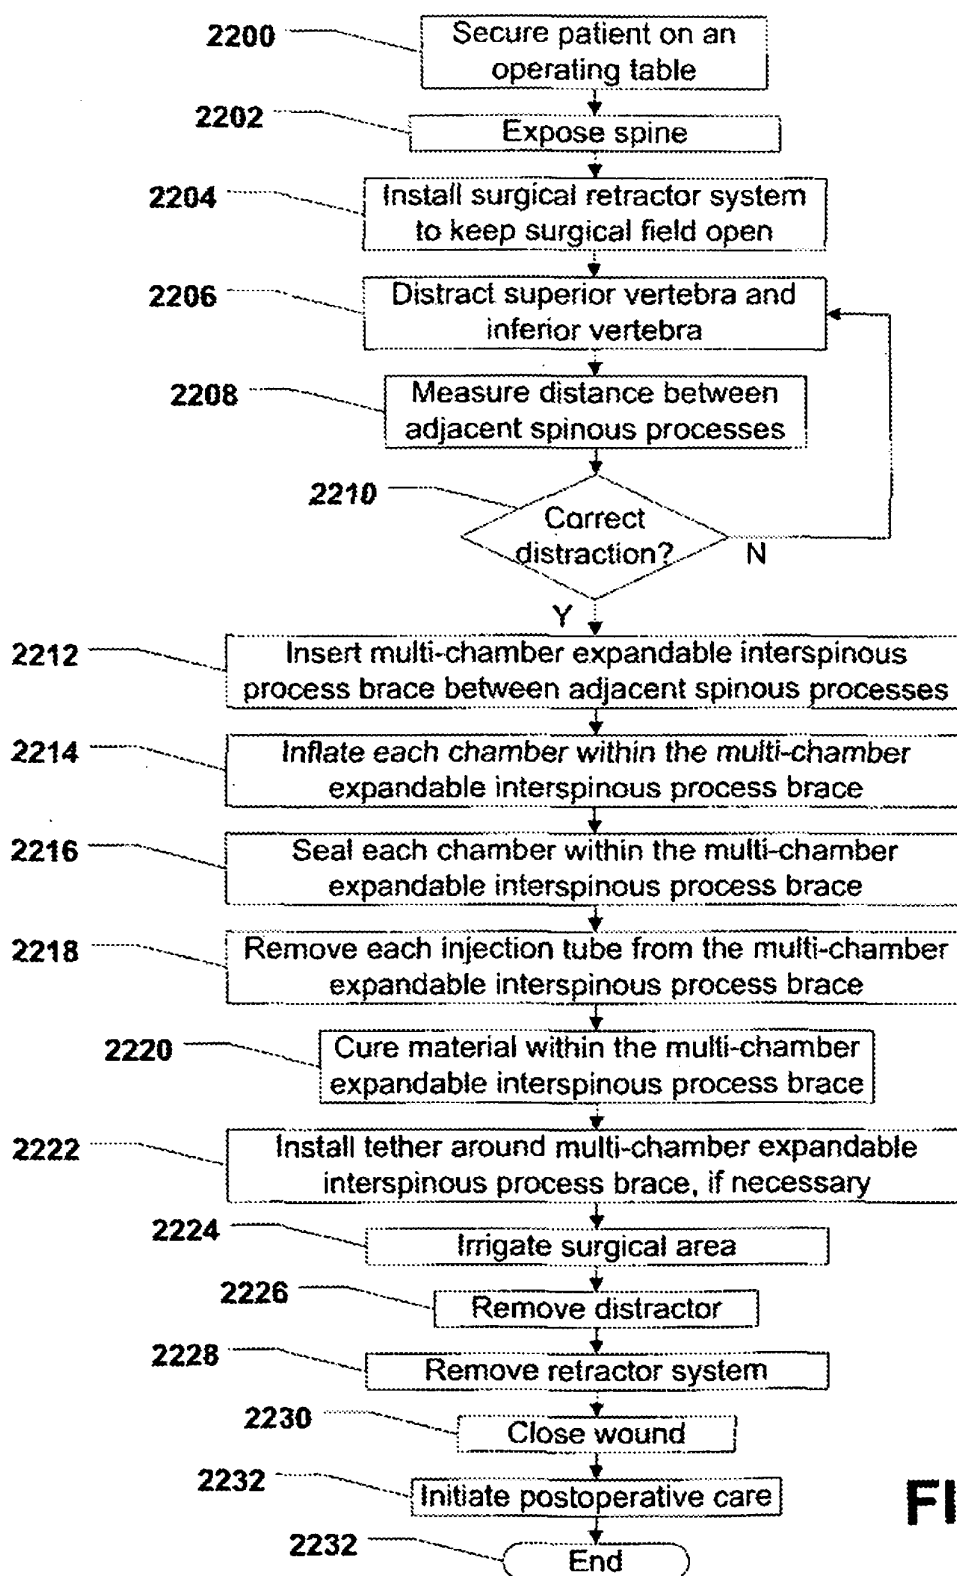 2200
Secure patient on an
operating table
2202
Expose spine
2204
Install surgical retractor system
to keep surgical field open
2206
Distract superior vertebra and
inferior vertebra
2208
Measure distance between
adjacent spinous processes
2210
Correct
distraction?
N
Y
2212
Insert multi-chamber expandable interspinous
process brace between adjacent spinous processes
2214
Inflate each chamber within the multi-chamber
expandable interspinous process brace
2216
Seal each chamber within the multi-chamber
expandable interspinous process brace
2218
Remove each injection tube from the multi-chamber
expandable interspinous process brace
2220
Cure material within the multi-chamber
expandable interspinous process brace
2222
Install tether around multi-chamber expandable
interspinous process brace, if necessary
2224
Irrigate surgical area
2226
Remove distractor
2228
Remove retractor system
2230
Close wound
2232
Initiate postoperative care
FI
2232
End